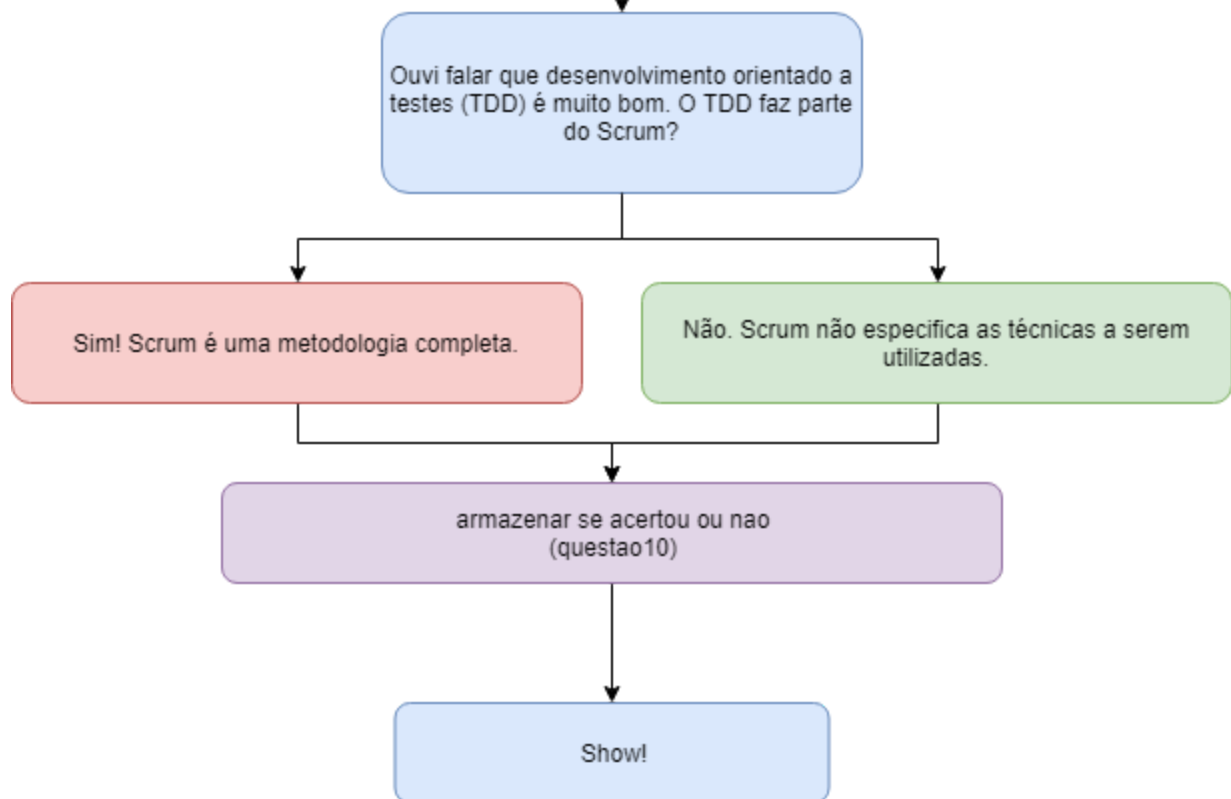 Ouvi falar que desenvolvimento orientado a
testes (TDD) é muito bom. O TDD faz parte
do Scrum?
Sim! Scrum é uma metodologia completa.
Não. Scrum não especifica as técnicas a serem
utilizadas.
armazenar se acertou ou nao
(questao10)
Show!